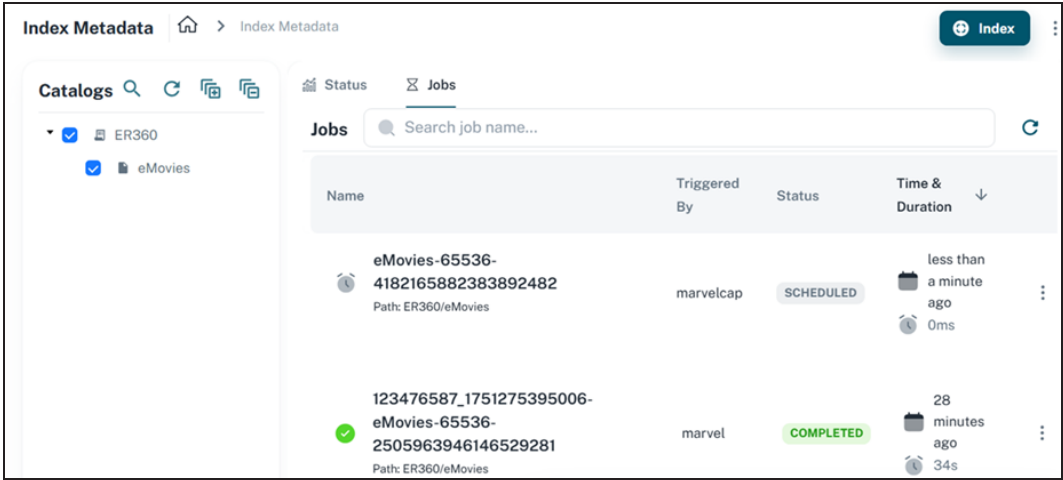 Index Metadata
Index Metadata
Index
Catalogs
ER360
eMovies
Status
Jobs
Jobs
Search job name...
Name
Triggered
By
Status
Time &
Duration
eMovies-65536-
4182165882383892482
Path: ER360/eMovies
marvelcap
SCHEDULED
less than
a minute
ago
0ms
123476587_1751275395006-
eMovies-65536-
2505963946146529281
Path: ER360/eMovies
marvel
COMPLETED
28
minutes
ago
34s